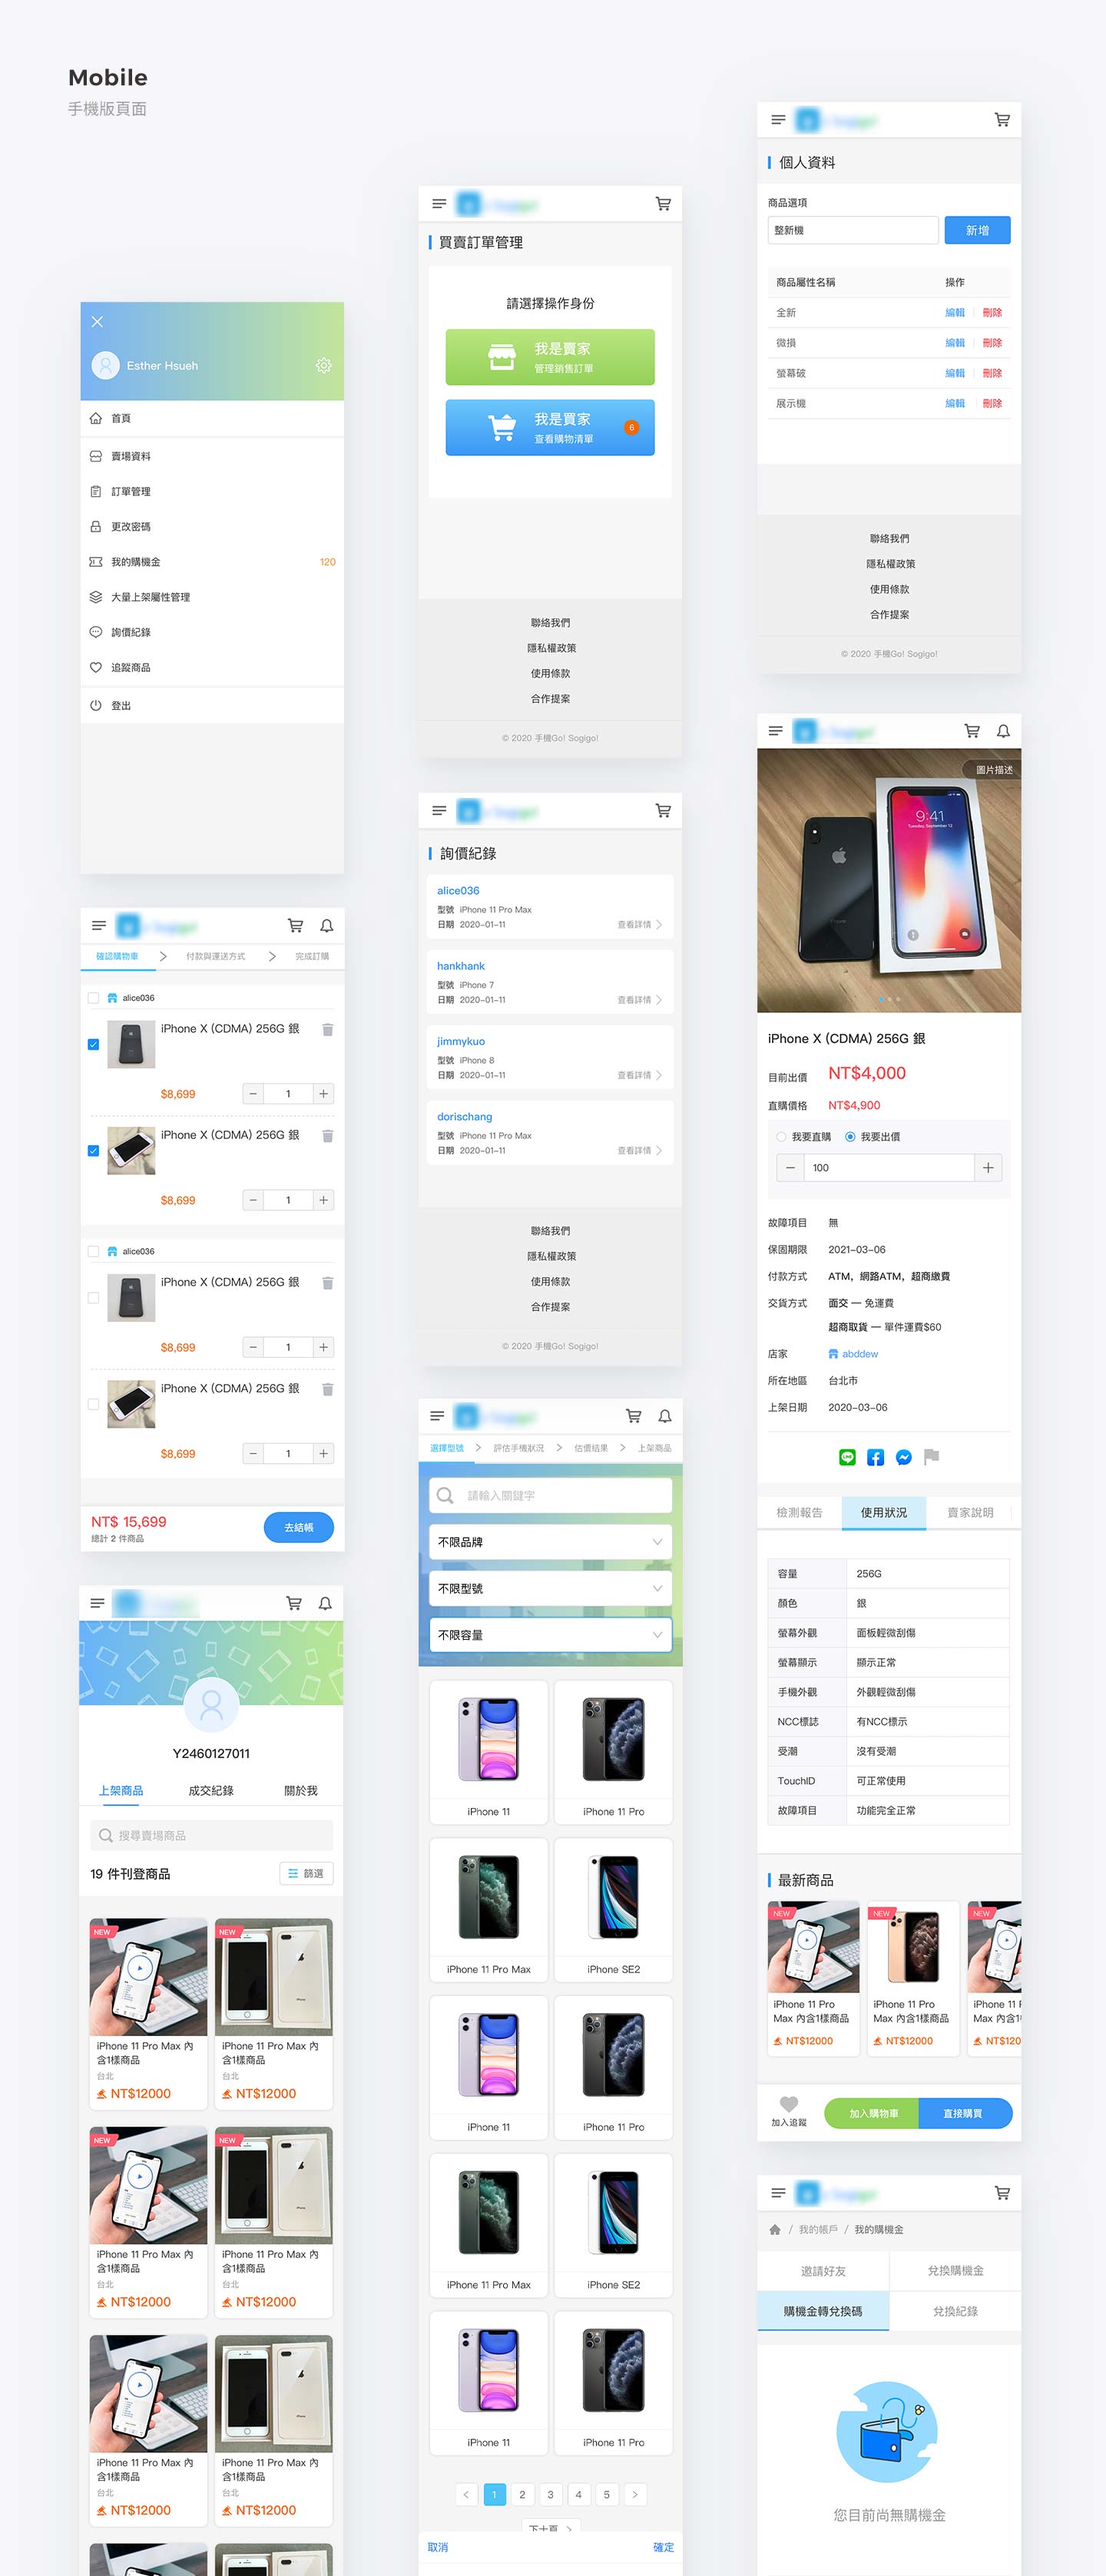 Mobile
手機版頁面
Esther Hsueh
首頁
賣場資料
訂單管理
更改密碼
我的購機金
120
大量上架屬性管理
詢價紀錄
追蹤商品
登出
確認購物車
付款與運送方式
完成訂購
alice036
iPhone X (CDMA) 256G 銀
$8,699
1
iPhone X (CDMA) 256G 銀
$8,699
1
alice036
iPhone X (CDMA) 256G 銀
$8,699
1
iPhone X (CDMA) 256G 銀
$8,699
1
NT$ 15,699
總計 2 件商品
去結帳
Y2460127011
上架商品
成交紀錄
關於我
搜尋賣場商品
19 件刊登商品
篩選
NEW
iPhone 11 Pro Max 內
含1樣商品
台北
NT$12000
NEW
iPhone 11 Pro Max 內
含1樣商品
台北
NT$12000
NEW
iPhone 11 Pro Max 內
含1樣商品
台北
NT$12000
NEW
iPhone 11 Pro Max 內
含1樣商品
台北
NT$12000
iPhone 11 Pro Max 內
含1樣商品
台北
NT$12000
iPhone 11 Pro Max 內
含1樣商品
台北
NT$12000
買賣訂單管理
請選擇操作身份
我是賣家
管理銷售訂單
我是買家
查看購物清單
6
聯絡我們
隱私權政策
使用條款
合作提案
© 2020 手機Go! Sogigo!
詢價紀錄
alice036
型號 iPhone 11 Pro Max
日期 2020-01-11
查看詳情
hankhank
型號 iPhone 7
日期 2020-01-11
查看詳情
jimmykuo
型號 iPhone 8
日期 2020-01-11
查看詳情
dorischang
型號 iPhone 11 Pro Max
日期 2020-01-11
查看詳情
聯絡我們
隱私權政策
使用條款
合作提案
© 2020 手機Go! Sogigo!
選擇型號
評估手機狀況
估價結果
上架商品
請輸入關鍵字
不限品牌
不限型號
不限容量
iPhone 11
iPhone 11 Pro
iPhone 11 Pro Max
iPhone SE2
iPhone 11
iPhone 11 Pro
iPhone 11 Pro Max
iPhone SE2
iPhone 11
iPhone 11 Pro
1 2 3 4 5
下十頁
取消
確定
個人資料
商品選項
整新機
新增
商品屬性名稱 操作
全新 編輯 刪除
微損 編輯 刪除
螢幕破 編輯 刪除
展示機 編輯 刪除
聯絡我們
隱私權政策
使用條款
合作提案
© 2020 手機Go! Sogigo!
圖片描述
9:41
Tuesday, September 12
iPhone X (CDMA) 256G 銀
目前出價 NT$4,000
直購價格 NT$4,900
我要直購 我要出價
100
故障項目 無
保固期限 2021-03-06
付款方式 ATM，網路ATM，超商繳費
交貨方式 面交 — 免運費
超商取貨 — 單件運費$60
店家 abddew
所在地區 台北市
上架日期 2020-03-06
檢測報告
使用狀況
賣家說明
容量 256G
顏色 銀
螢幕外觀 面板輕微刮傷
螢幕顯示 顯示正常
手機外觀 外觀輕微刮傷
NCC標誌 有NCC標示
受潮 沒有受潮
TouchID 可正常使用
故障項目 功能完全正常
最新商品
NEW
iPhone 11 Pro
Max 內含1樣商品
NT$12000
NEW
iPhone 11 Pro
Max 內含1樣商品
NT$12000
NEW
iPhone 11 P
Max 內含1
NT$120
加入追蹤
加入購物車
直接購買
/ 我的帳戶 / 我的購機金
邀請好友
兌換購機金
購機金轉兌換碼
兌換紀錄
您目前尚無購機金